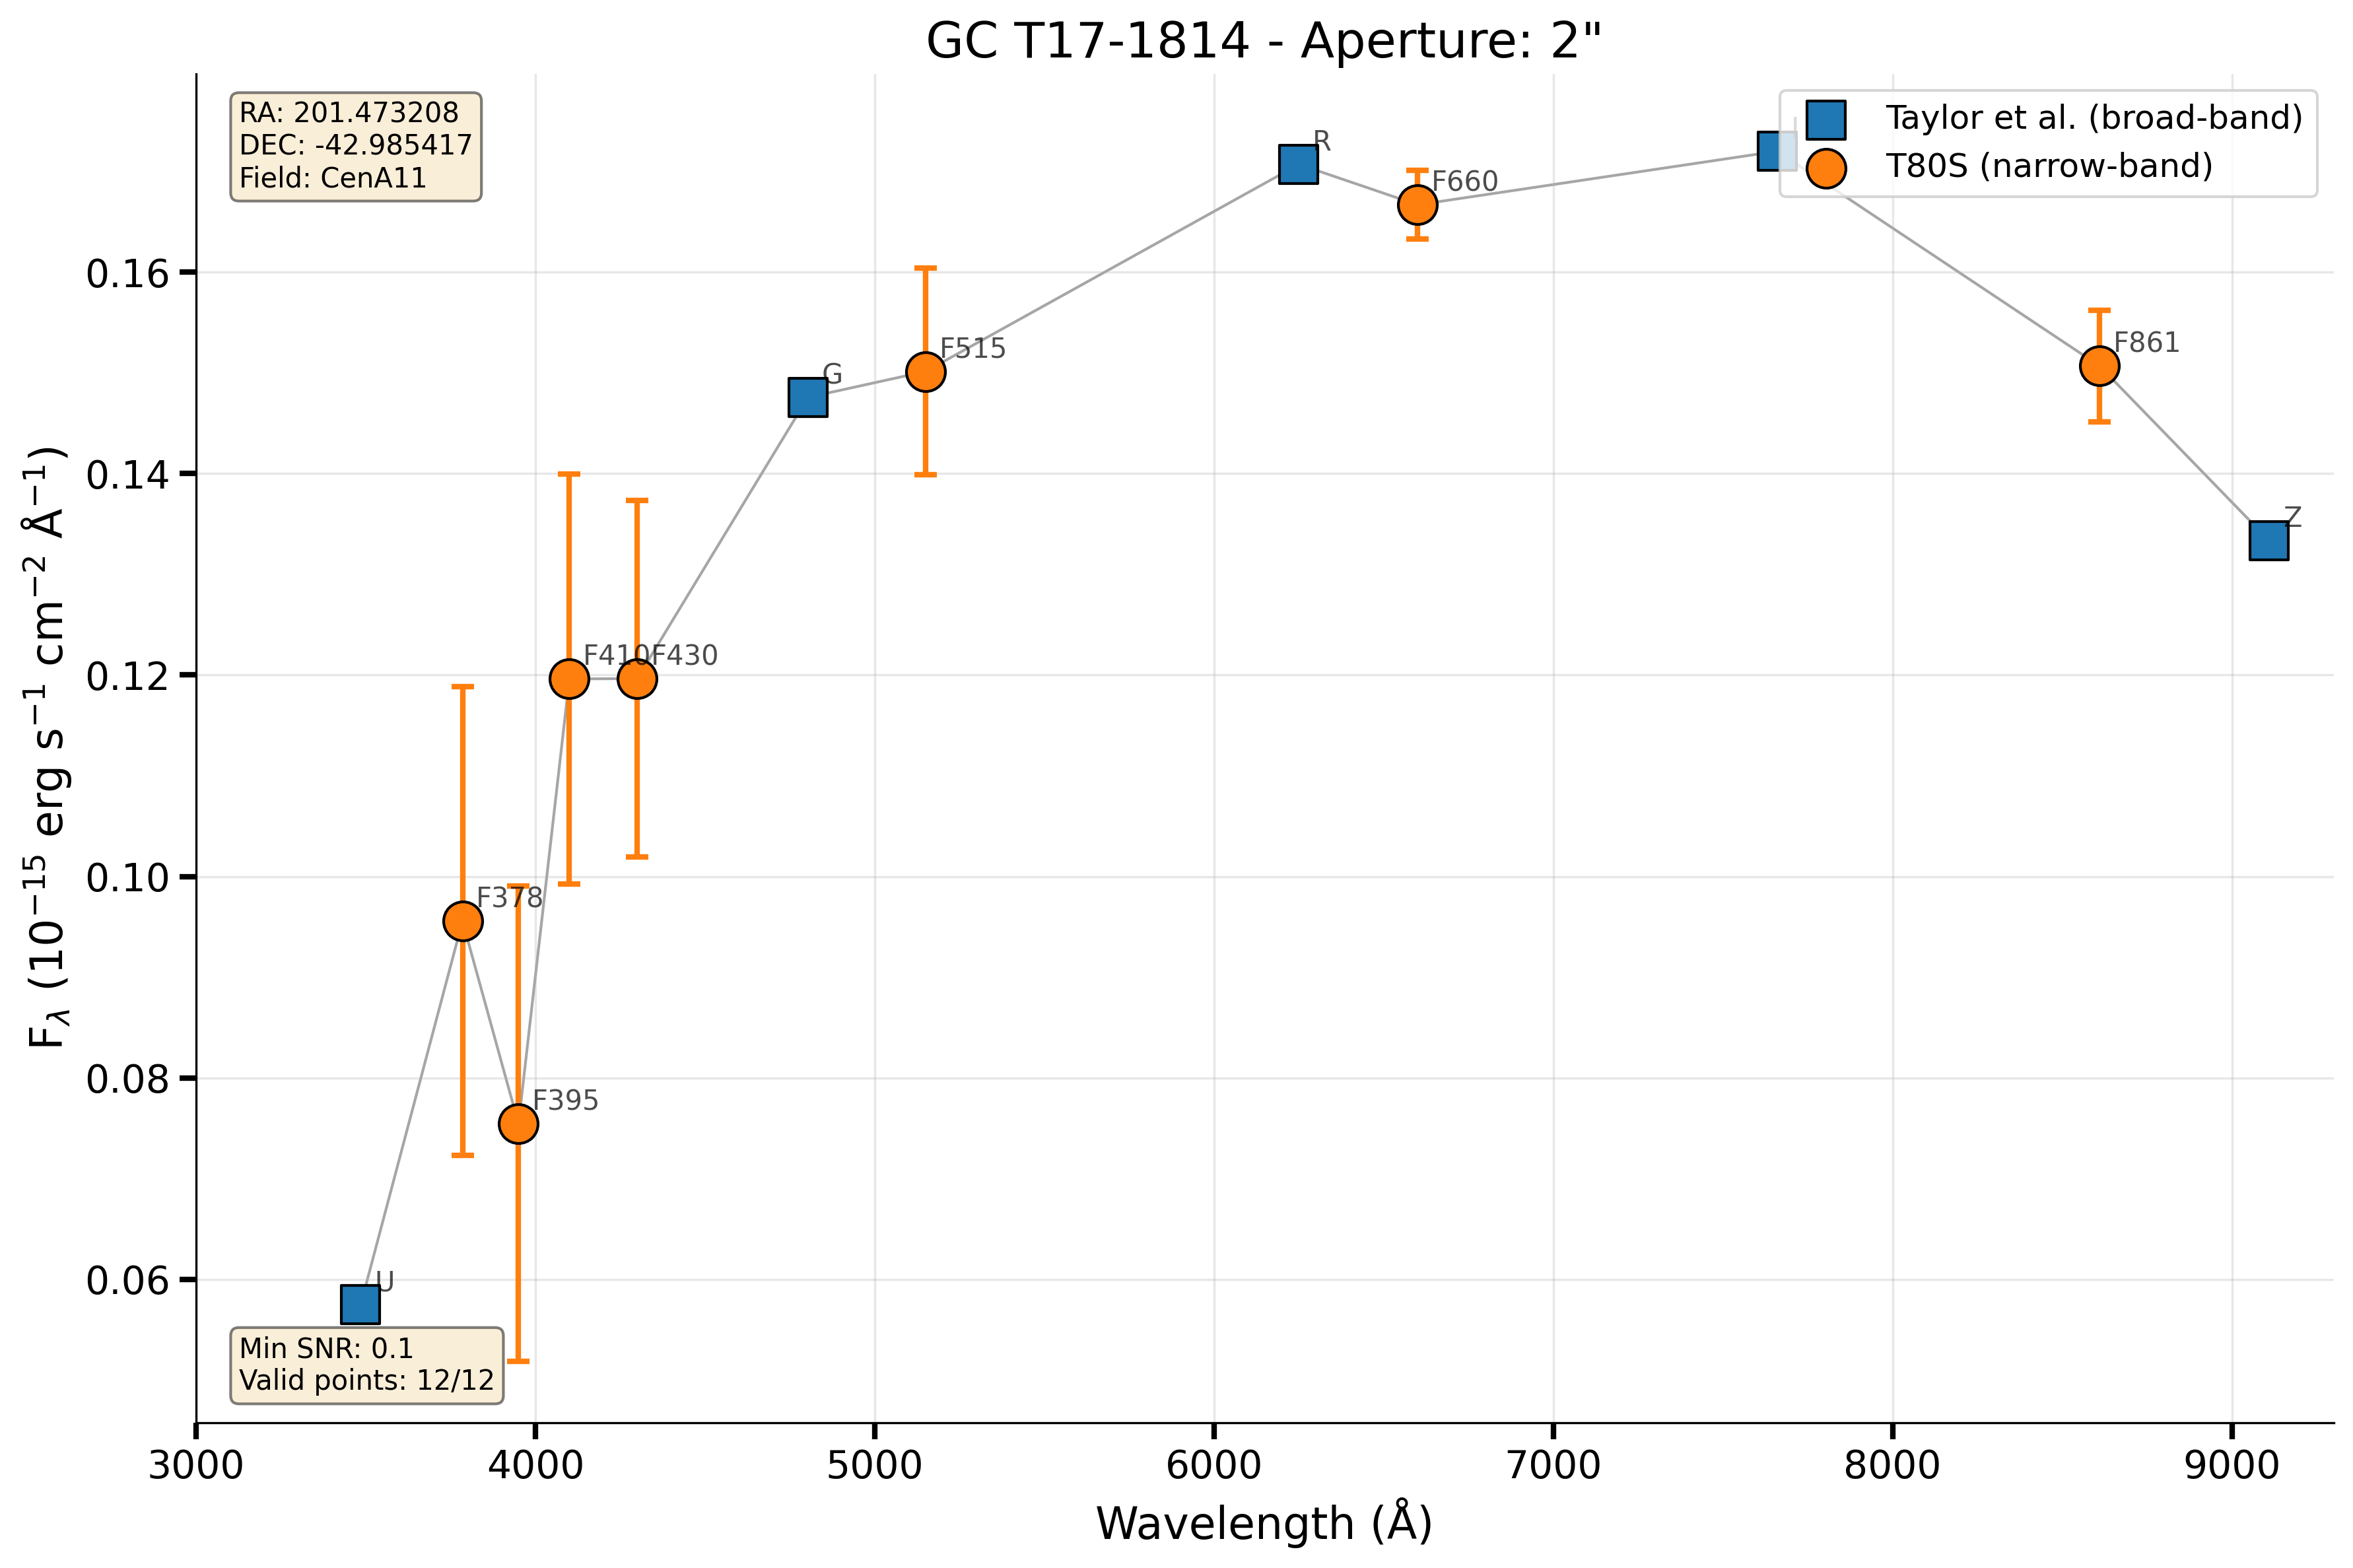 GC T17-1814 - Aperture: 2"
RA: 201.473208
DEC: -42.985417
Field: CenA11
Taylor et al. (broad-band)
T80S (narrow-band)
R
F660
F515
F861
G
Z
F410
F430
F378
F395
U
Min SNR: 0.1
Valid points: 12/12
0.16
0.14
0.12
0.10
0.08
0.06
F_λ (10⁻¹⁵ erg s⁻¹ cm⁻² Å⁻¹)
3000 4000 5000 6000 7000 8000 9000
Wavelength (Å)